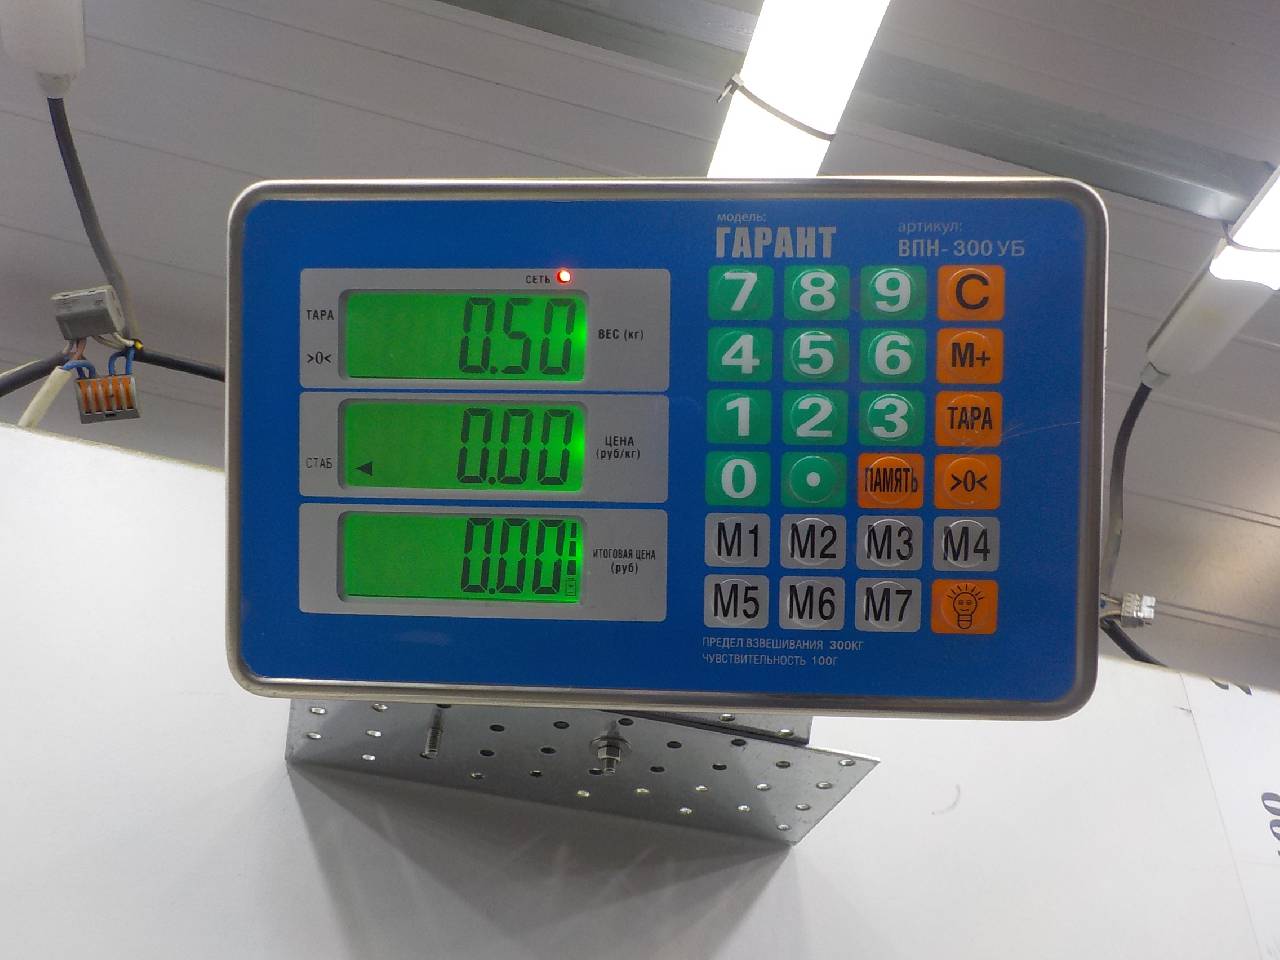 модель:
ГАРАНТ
артикул:
ВПН-300 УБ
СЕТЬ
ТАРА
>0<
0.50
ВЕС (кг)
0.00
ЦЕНА
(руб/кг)
СТАБ
0.00
ИТОГОВАЯ ЦЕНА
(руб)
7 8 9 C
4 5 6 M+
1 2 3 ТАРА
0 . ПАМЯТЬ >0<
M1 M2 M3 M4
M5 M6 M7
ПРЕДЕЛ ВЗВЕШИВАНИЯ 300КГ
ЧУВСТВИТЕЛЬНОСТЬ 100Г